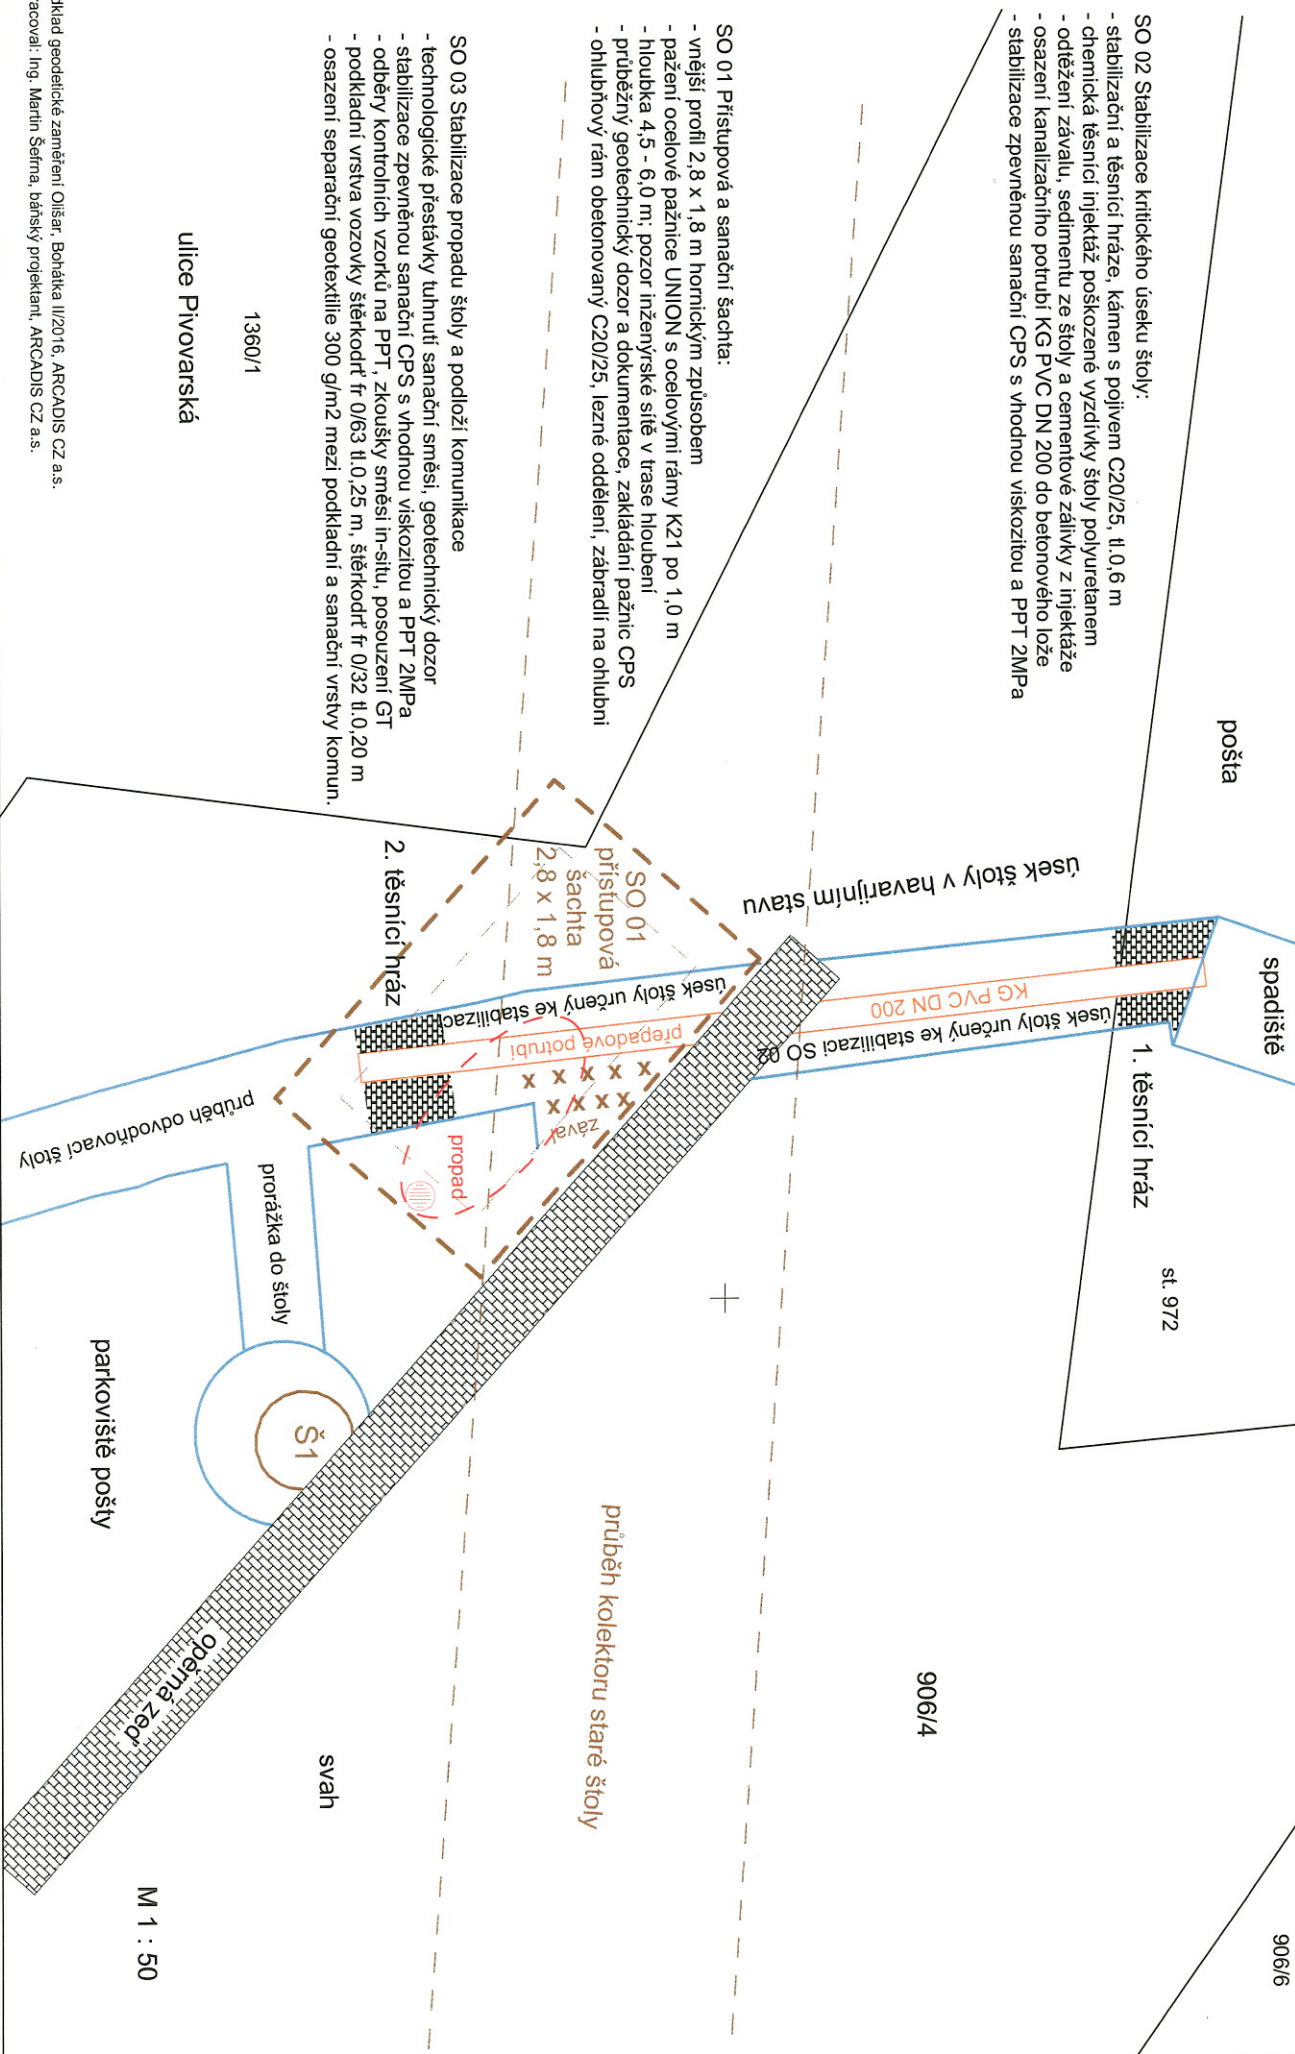 SO 02 Stabilizace kritického úseku štoly:
- stabilizační a těsnící hráze, kámen s pojivem C20/25, tl.0,6 m
- chemická těsnící injektáž poškozené vyzdívky štoly polyuretanem
- odtěžení závalu, sedimentu ze štoly a cementové zálivky z injektáže
- osazení kanalizačního potrubí KG PVC DN 200 do betonového lože
- stabilizace zpevněnou sanační CPS s vhodnou viskozitou a PPT 2MPa
SO 01 Přístupová a sanační šachta:
- vnější profil 2,8 x 1,8 m hornickým způsobem
- pažení ocelové pažnice UNION s ocelovými rámy K21 po 1,0 m
- hloubka 4,5 - 6,0 m; pozor inženýrské sítě v trase hloubení
- průběžný geotechnický dozor a dokumentace, zakládání pažnic CPS
- ohlubňový rám obetonovaný C20/25, lezné oddělení, zábradlí na ohlubni
SO 03 Stabilizace propadu štoly a podloží komunikace
- technologické přestávky tuhnutí sanační směsi, geotechnický dozor
- stabilizace zpevněnou sanační CPS s vhodnou viskozitou a PPT 2MPa
- odběry kontrolních vzorků na PPT, zkoušky směsi in-situ, posouzení GT
- podkladní vrstva vozovky štěrkodrť fr 0/63 tl.0,25 m, štěrkodrť fr 0/32 tl.0,20 m
- osazení separační geotextilie 300 g/m2 mezi podkladní a sanační vrstvy komun.
1360/1
ulice Pivovarská
dklad geodetické zaměření Olišar, Bohátka II/2016, ARCADIS CZ a.s.
racoval: Ing. Martin Šefrna, báňský projektant, ARCADIS CZ a.s.
pošta
spadiště
úsek štoly v havarijním stavu
KG PVC DN 200
úsek štoly určený ke stabilizaci SO 02
1. těsnící hráz
st. 972
SO 01
přístupová
šachta
2,8 x 1,8 m
2. těsnící hráz
úsek štoly určený ke stabilizaci
přepadové potrubí
x x x x x
x x x x
zával
propad
průběh odvodňovací štoly
prorážka do štoly
Š1
parkoviště pošty
opěrná zeď
průběh kolektoru staré štoly
906/4
svah
M 1 : 50
906/6